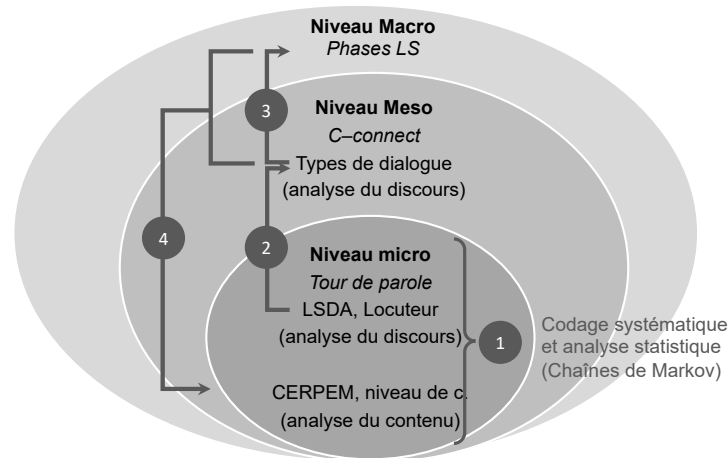 Niveau Macro
Phases LS
3
Niveau Meso
C–connect
Types de dialogue
(analyse du discours)
4
2
Niveau micro
Tour de parole
LSDA, Locuteur
(analyse du discours)
1
Codage systématique
et analyse statistique
(Chaînes de Markov)
CERPEM, niveau de c.
(analyse du contenu)